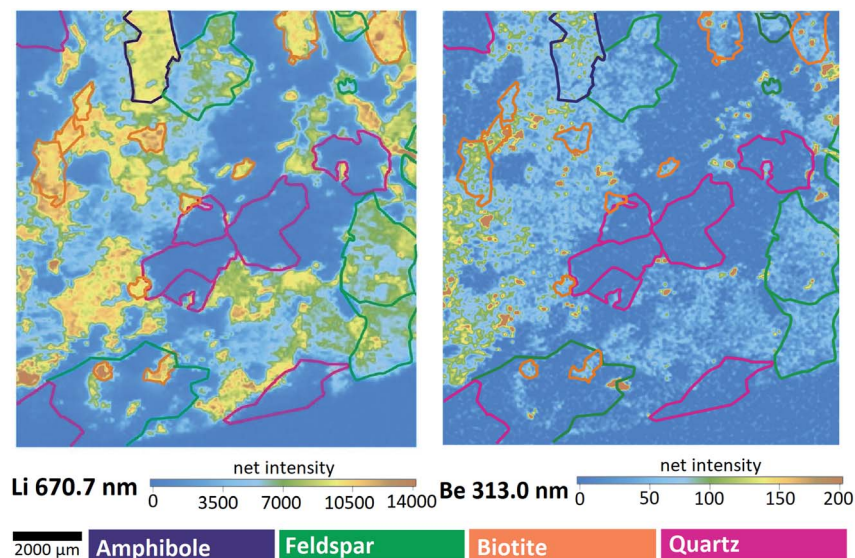 net intensity
Li 670.7 nm
0 3500 7000 10500 14000
net intensity
Be 313.0 nm
0 50 100 150 200
2000 µm
Amphibole
Feldspar
Biotite
Quartz